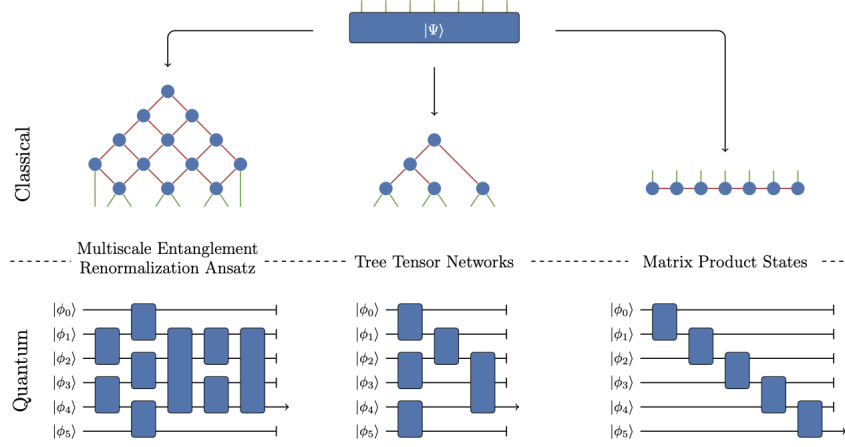 |Ψ⟩
Classical
Multiscale Entanglement
Renormalization Ansatz
Tree Tensor Networks
Matrix Product States
Quantum
|ϕ₀⟩
|ϕ₁⟩
|ϕ₂⟩
|ϕ₃⟩
|ϕ₄⟩
|ϕ₅⟩
|ϕ₀⟩
|ϕ₁⟩
|ϕ₂⟩
|ϕ₃⟩
|ϕ₄⟩
|ϕ₅⟩
|ϕ₀⟩
|ϕ₁⟩
|ϕ₂⟩
|ϕ₃⟩
|ϕ₄⟩
|ϕ₅⟩